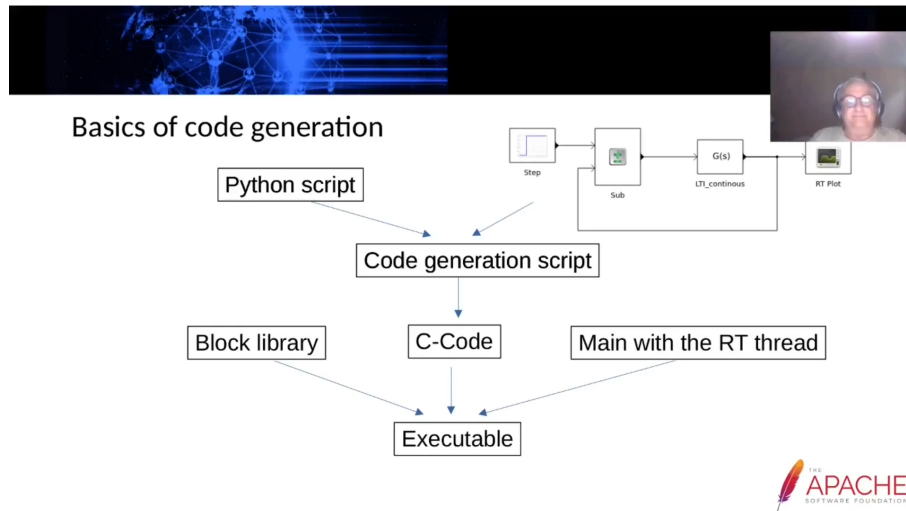 Basics of code generation
Python script
Step
Sub
G(s)
LTI_continous
RT Plot
Code generation script
Block library
C-Code
Main with the RT thread
Executable
THE
APACHE
SOFTWARE FOUNDATION